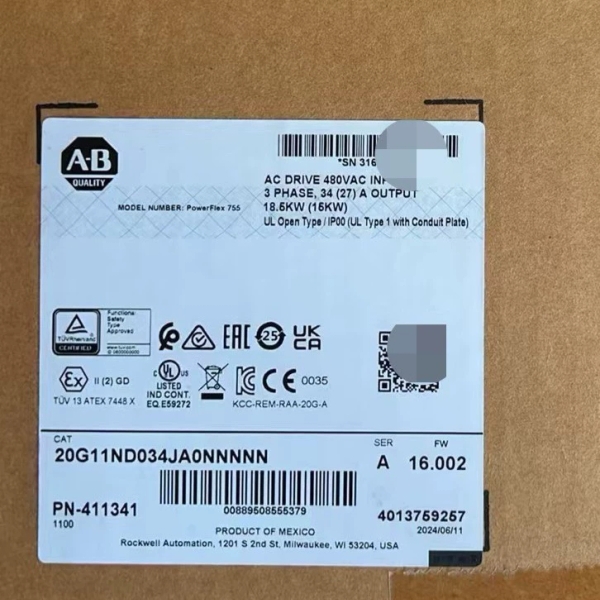 A-B
QUALITY
*SN 316
MODEL NUMBER: PowerFlex 755
AC DRIVE 480VAC
3 PHASE, 34 (27) A OUTPUT
18.5KW (15KW)
UL Open Type / IP00 (UL Type 1 with Conduit Plate)
TÜVRheinland
CERTIFIED
Functional
Safety
Type
Approved
EAC
25
UK
CA
Ex II (2) GD
TÜV 13 ATEX 7448 X
C UL US
LISTED
IND CONT.
EQ E59272
CE 0035
KCC-REM-RAA-20G-A
CAT
20G11ND034JA0NNNNN
SER
A
FW
16.002
PN-411341
1100
00889508555379
4013759257
2024/06/11
PRODUCT OF MEXICO
Rockwell Automation, 1201 S 2nd St, Milwaukee, WI 53204, USA